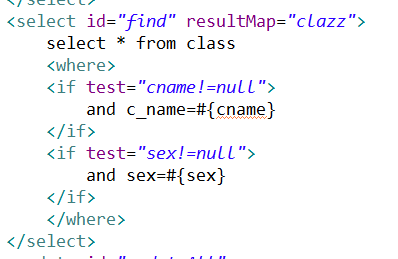 </select>
<select id="find" resultMap="clazz">
select * from class
<where>
<if test="cname!=null">
and c_name=#{cname}
</if>
<if test="sex!=null">
and sex=#{sex}
</if>
</where>
</select>